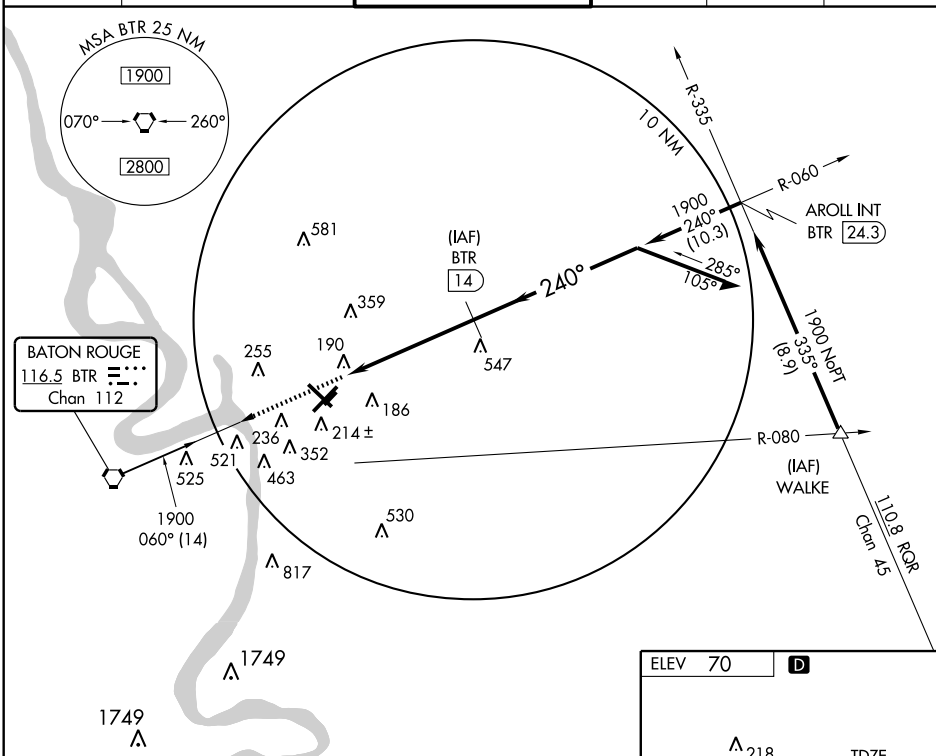 MSA BTR 25 NM
1900
070°
260°
2800
R-335
10 NM
R-060
AROLL INT
BTR 24.3
1900
240°
(10.3)
285°
105°
(IAF)
BTR
14
240°
581
359
190
255
547
186
236
214±
352
521
463
525
530
817
1749
1749
BATON ROUGE
116.5 BTR
Chan 112
1900
060° (14)
1900 NoPT
335°
(8.9)
R-080
(IAF)
WALKE
110.8 RQR
Chan 45
ELEV 70
D
218